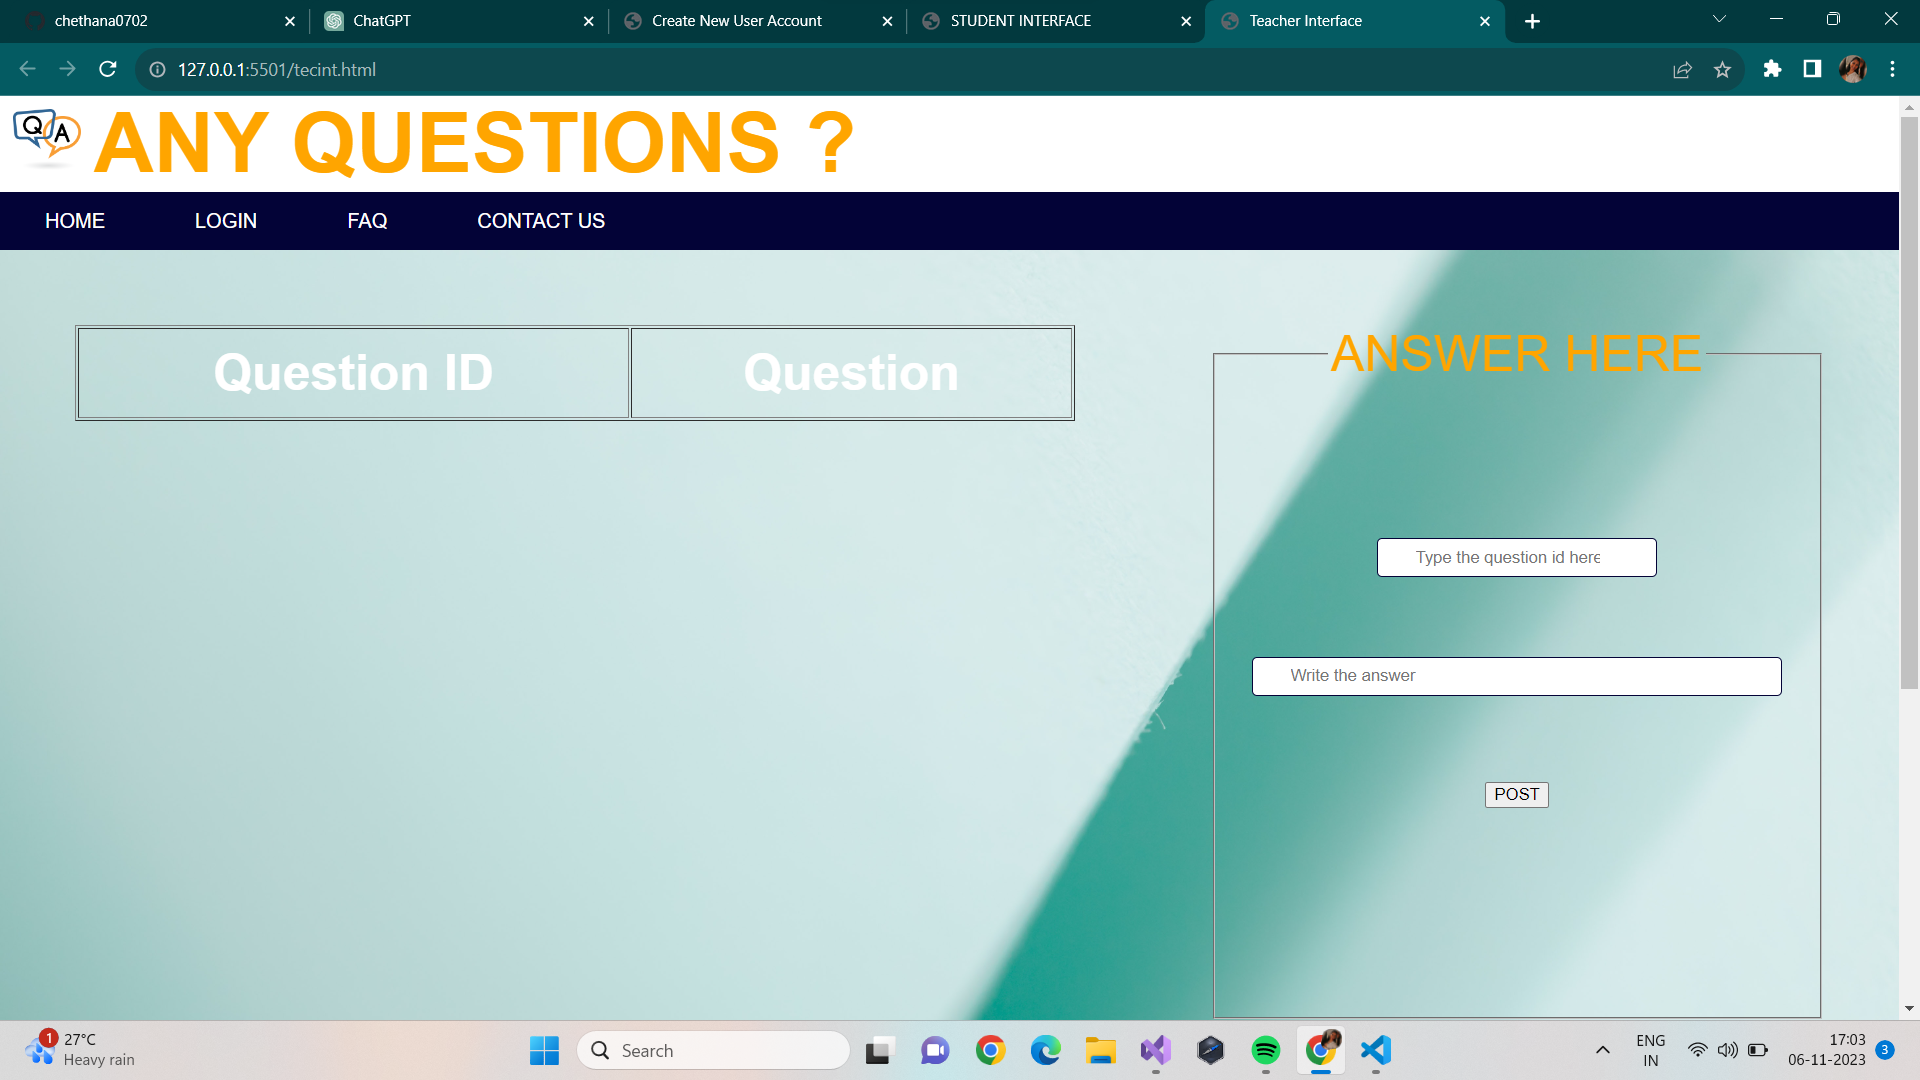 chethana0702
ChatGPT
Create New User Account
STUDENT INTERFACE
Teacher Interface
127.0.0.1:5501/tecint.html
Q A
ANY QUESTIONS ?
HOME LOGIN FAQ CONTACT US
Question ID Question
ANSWER HERE
Type the question id here
Write the answer
POST
1
27°C
Heavy rain
Search
ENG
IN
17:03
06-11-2023
3